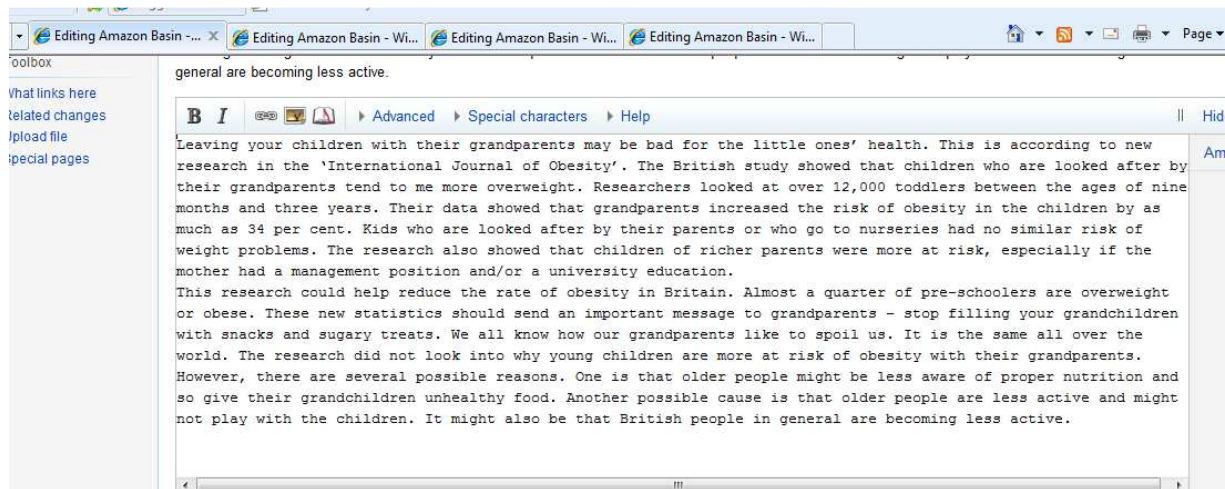 Editing Amazon Basin -... X Editing Amazon Basin - Wi... Editing Amazon Basin - Wi... Editing Amazon Basin - Wi... Page
oolbox
general are becoming less active.
What links here
Related changes
Upload file
Special pages
B I Advanced Special characters Help Hid
Am
Leaving your children with their grandparents may be bad for the little ones’ health. This is according to new
research in the ‘International Journal of Obesity’. The British study showed that children who are looked after by
their grandparents tend to me more overweight. Researchers looked at over 12,000 toddlers between the ages of nine
months and three years. Their data showed that grandparents increased the risk of obesity in the children by as
much as 34 per cent. Kids who are looked after by their parents or who go to nurseries had no similar risk of
weight problems. The research also showed that children of richer parents were more at risk, especially if the
mother had a management position and/or a university education.
This research could help reduce the rate of obesity in Britain. Almost a quarter of pre-schoolers are overweight
or obese. These new statistics should send an important message to grandparents – stop filling your grandchildren
with snacks and sugary treats. We all know how our grandparents like to spoil us. It is the same all over the
world. The research did not look into why young children are more at risk of obesity with their grandparents.
However, there are several possible reasons. One is that older people might be less aware of proper nutrition and
so give their grandchildren unhealthy food. Another possible cause is that older people are less active and might
not play with the children. It might also be that British people in general are becoming less active.